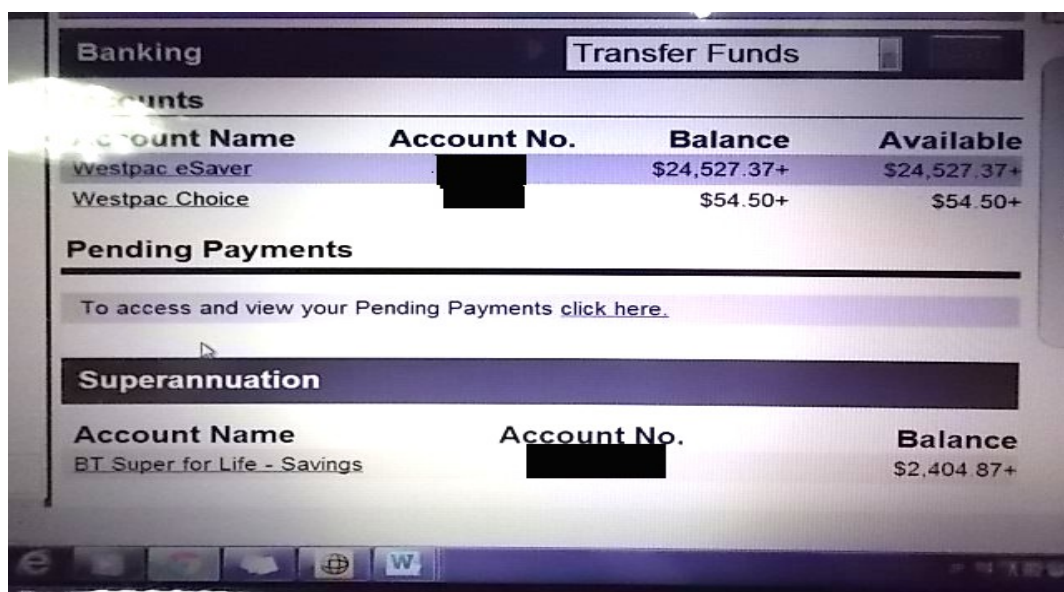 Banking Transfer Funds
Accounts
Account Name Account No. Balance Available
Westpac eSaver $24,527.37+ $24,527.37+
Westpac Choice $54.50+ $54.50+
Pending Payments
To access and view your Pending Payments click here.
Superannuation
Account Name Account No. Balance
BT Super for Life - Savings $2,404.87+
W